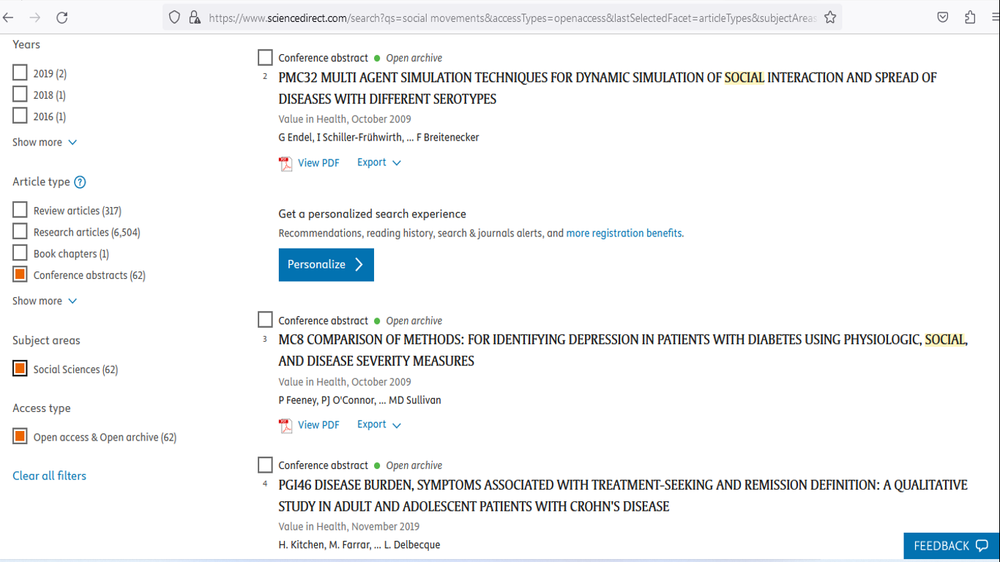 https://www.sciencedirect.com/search?qs=social movements&accessTypes=openaccess&lastSelectedFacet=articleTypes&subjectAreas
Years
2019 (2)
2018 (1)
2016 (1)
Show more
Article type ?
Review articles (317)
Research articles (6,504)
Book chapters (1)
Conference abstracts (62)
Show more
Subject areas
Social Sciences (62)
Access type
Open access & Open archive (62)
Clear all filters
Conference abstract ● Open archive
2 PMC32 MULTI AGENT SIMULATION TECHNIQUES FOR DYNAMIC SIMULATION OF SOCIAL INTERACTION AND SPREAD OF
DISEASES WITH DIFFERENT SEROTYPES
Value in Health, October 2009
G Endel, I Schiller-Frühwirth, ... F Breitenecker
PDF View PDF Export
Get a personalized search experience
Recommendations, reading history, search & journals alerts, and more registration benefits.
Personalize
Conference abstract ● Open archive
3 MC8 COMPARISON OF METHODS: FOR IDENTIFYING DEPRESSION IN PATIENTS WITH DIABETES USING PHYSIOLOGIC, SOCIAL,
AND DISEASE SEVERITY MEASURES
Value in Health, October 2009
P Feeney, PJ O'Connor, ... MD Sullivan
PDF View PDF Export
Conference abstract ● Open archive
4 PGI46 DISEASE BURDEN, SYMPTOMS ASSOCIATED WITH TREATMENT-SEEKING AND REMISSION DEFINITION: A QUALITATIVE
STUDY IN ADULT AND ADOLESCENT PATIENTS WITH CROHN'S DISEASE
Value in Health, November 2019
H. Kitchen, M. Farrar, ... L. Delbecque
FEEDBACK